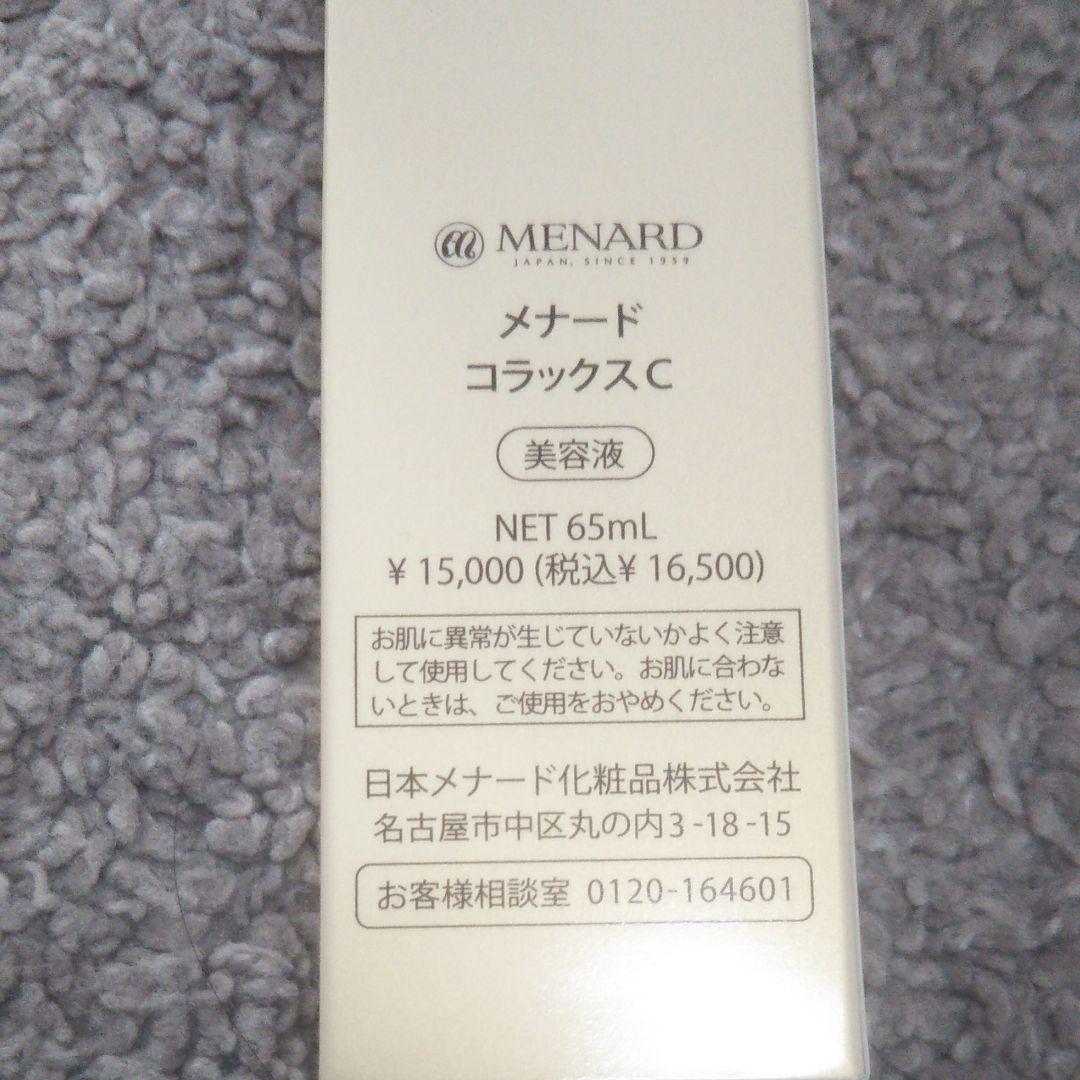 MENARD
JAPAN, SINCE 1959
メナード
コラックスC
美容液
NET 65mL
¥15,000 (税込¥16,500)
お肌に異常が生じていないかよく注意
して使用してください。お肌に合わな
いときは、ご使用をおやめください。
日本メナード化粧品株式会社
名古屋市中区丸の内3-18-15
お客様相談室 0120-164601